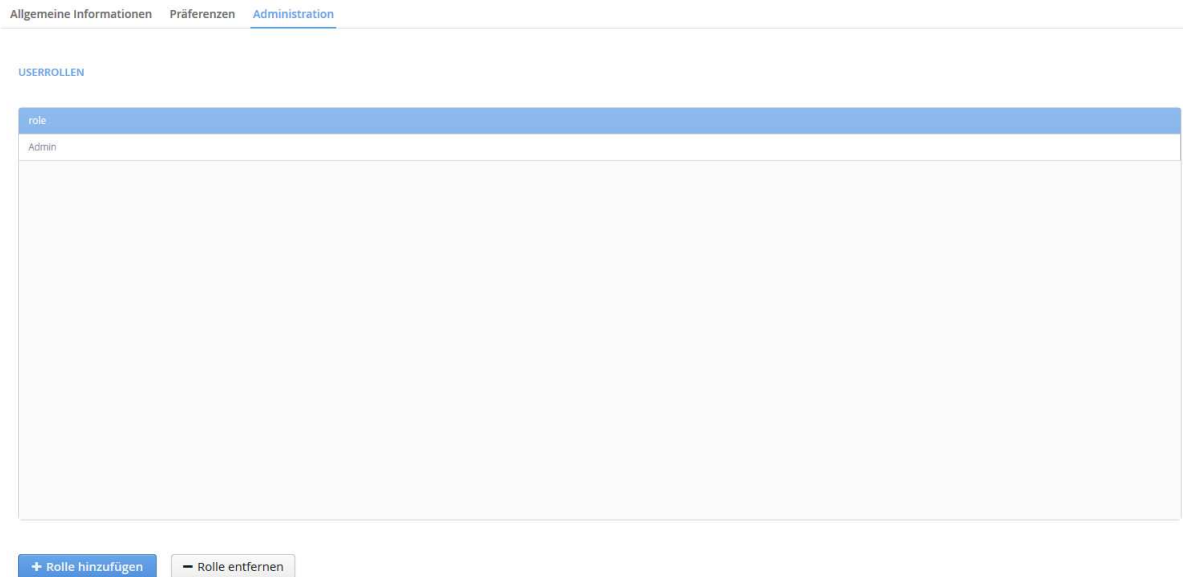 Allgemeine Informationen Präferenzen Administration
USERROLLEN
role
Admin
+ Rolle hinzufügen − Rolle entfernen